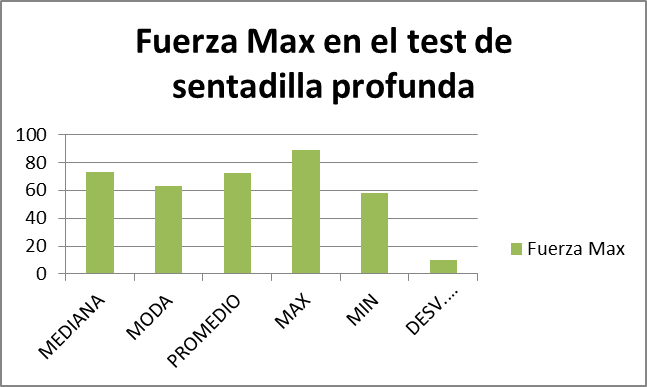 Fuerza Max en el test de
sentadilla profunda
100
80
60
40
20
0
MEDIANA
MODA
PROMEDIO
MAX
MIN
DESV....
Fuerza Max